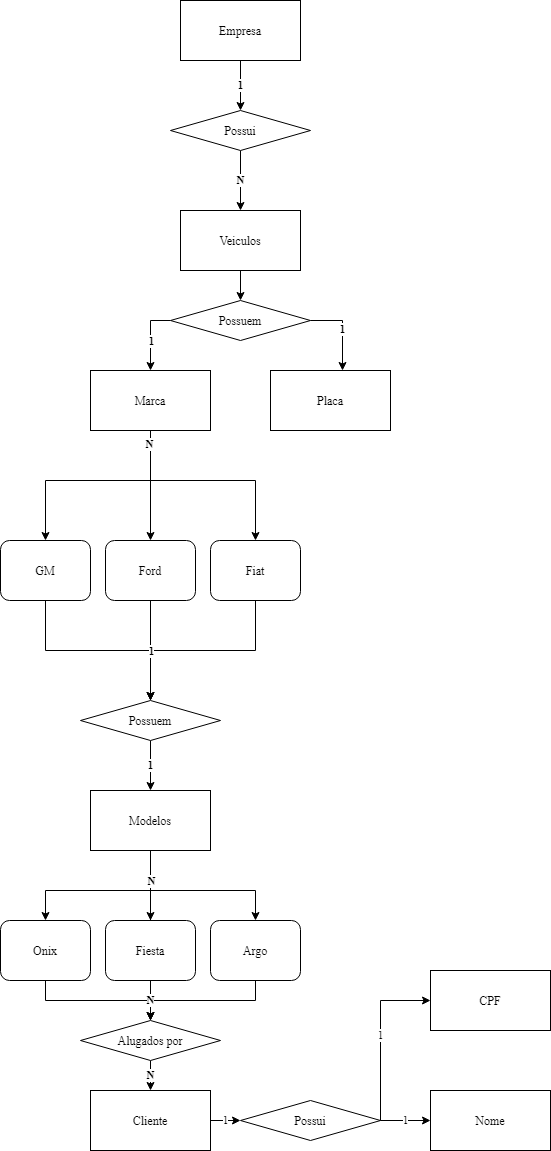 Empresa
1
Possui
N
Veiculos
Possuem
1
1
Marca
Placa
N
GM
Ford
Fiat
1
Possuem
1
Modelos
N
Onix
Fiesta
Argo
N
Alugados por
N
Cliente
1
Possui
1
CPF
1
Nome